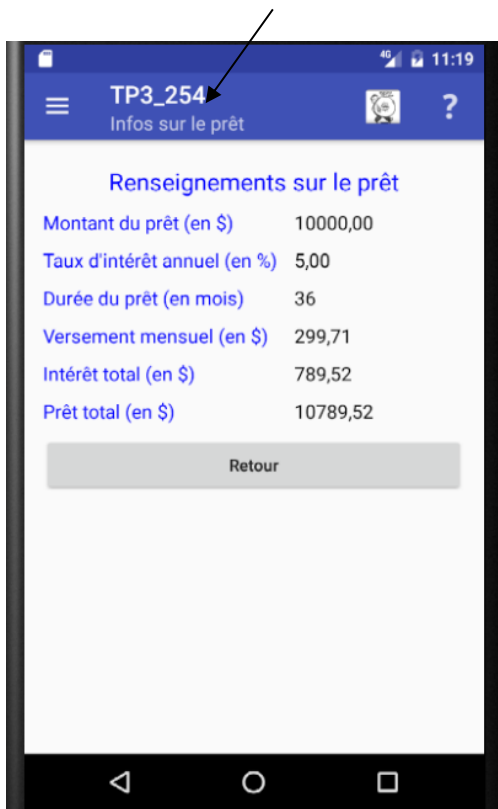 4G 11:19
TP3_254
Infos sur le prêt
?
Renseignements sur le prêt
Montant du prêt (en $) 10000,00
Taux d'intérêt annuel (en %) 5,00
Durée du prêt (en mois) 36
Versement mensuel (en $) 299,71
Intérêt total (en $) 789,52
Prêt total (en $) 10789,52
Retour